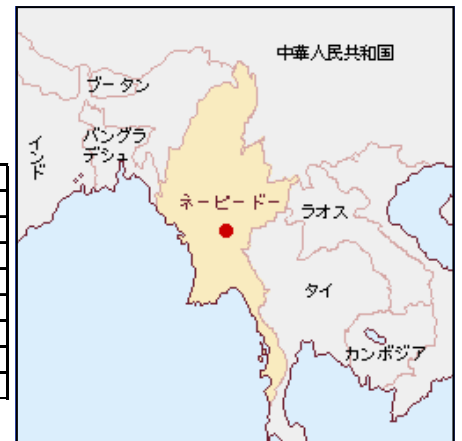 中華人民共和国
ブータン
インド
バングラ
デシュ
ネーピードー
ラオス
タイ
カンボジア